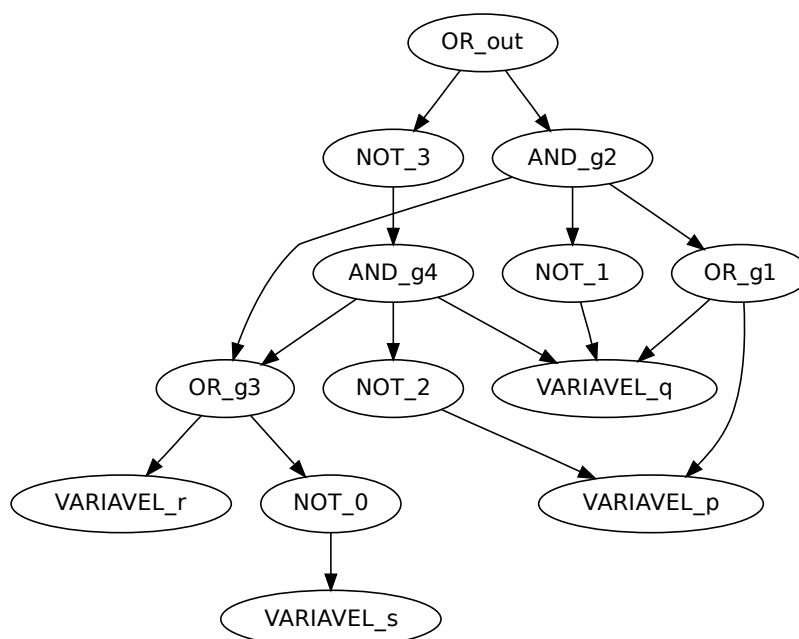 OR_out
NOT_3
AND_g2
AND_g4
NOT_1
OR_g1
OR_g3
NOT_2
VARIAVEL_q
VARIAVEL_r
NOT_0
VARIAVEL_p
VARIAVEL_s